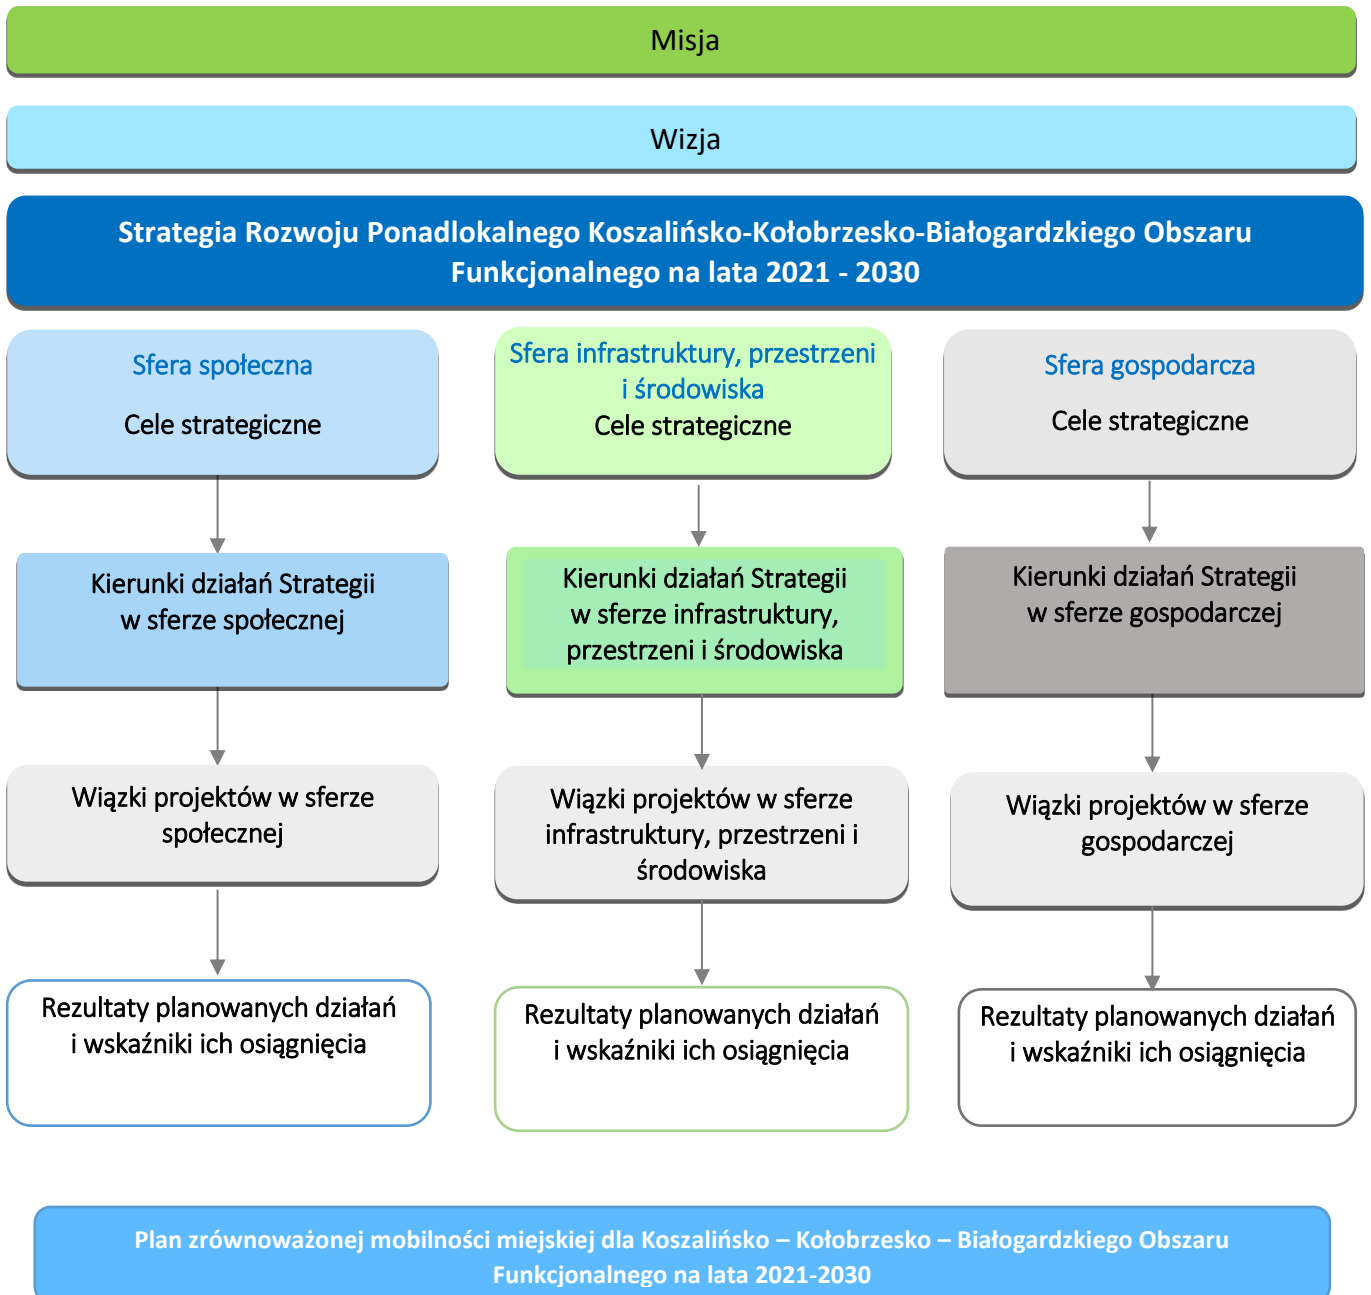 Misja
Wizja
Strategia Rozwoju Ponadlokalnego Koszalińsko-Kołobrzesko-Białogardzkiego Obszaru
Funkcjonalnego na lata 2021 - 2030
Sfera społeczna
Cele strategiczne
Sfera infrastruktury, przestrzeni
i środowiska
Cele strategiczne
Sfera gospodarcza
Cele strategiczne
Kierunki działań Strategii
w sferze społecznej
Kierunki działań Strategii
w sferze infrastruktury,
przestrzeni i środowiska
Kierunki działań Strategii
w sferze gospodarczej
Wiązki projektów w sferze
społecznej
Wiązki projektów w sferze
infrastruktury, przestrzeni i
środowiska
Wiązki projektów w sferze
gospodarczej
Rezultaty planowanych działań
i wskaźniki ich osiągnięcia
Rezultaty planowanych działań
i wskaźniki ich osiągnięcia
Rezultaty planowanych działań
i wskaźniki ich osiągnięcia
Plan zrównoważonej mobilności miejskiej dla Koszalińsko – Kołobrzesko – Białogardzkiego Obszaru
Funkcjonalnego na lata 2021-2030